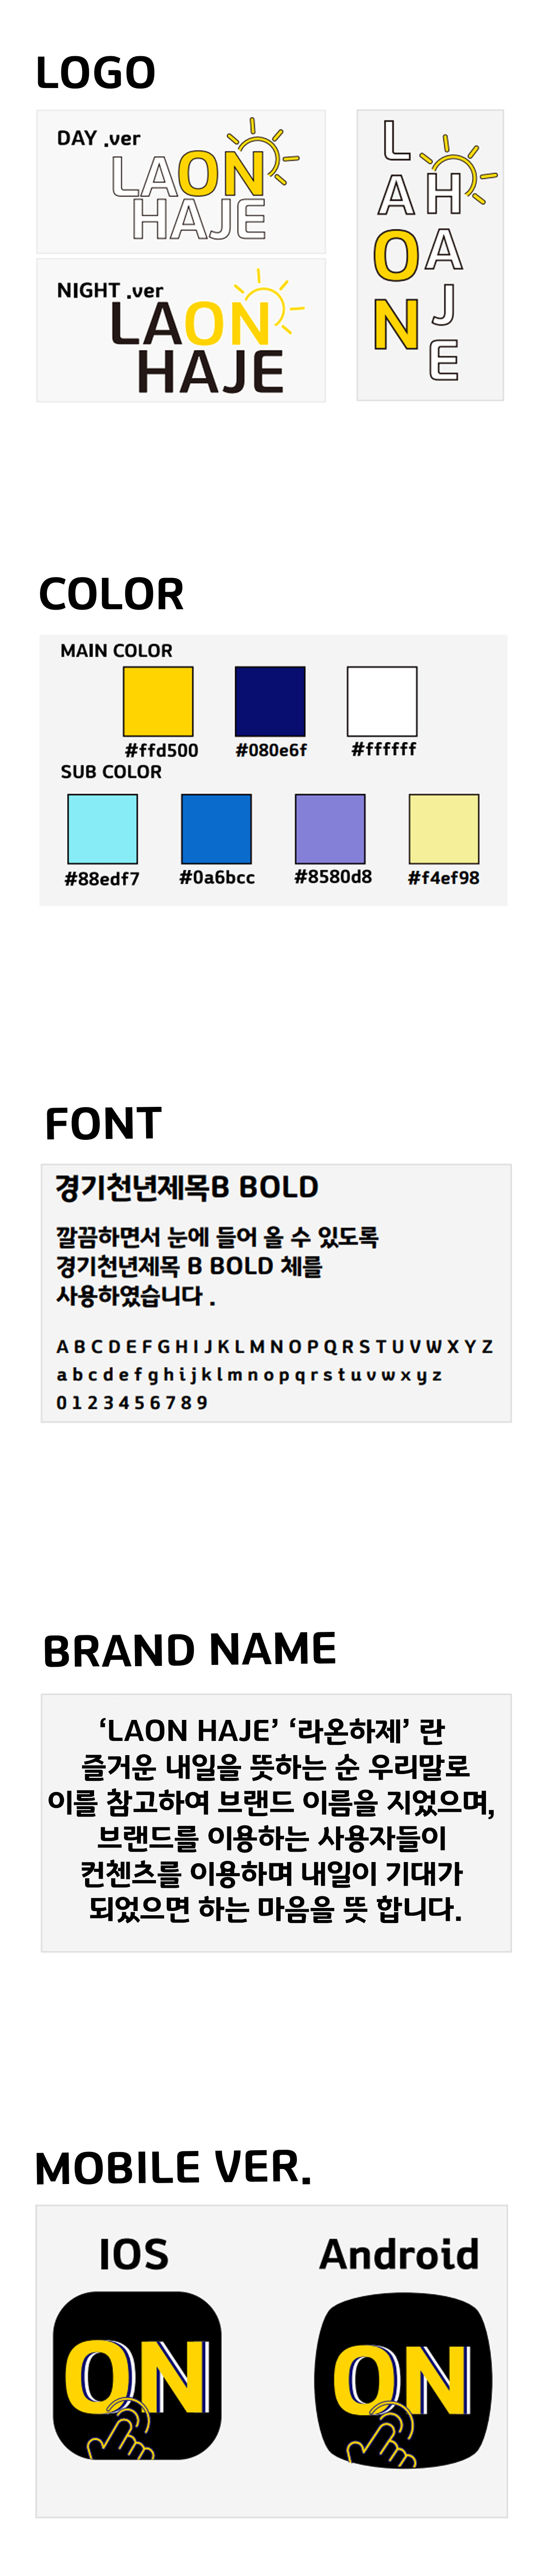 LOGO
DAY .ver
LAON
HAJE
NIGHT .ver
LAON
HAJE
LAON
HAJE
COLOR
MAIN COLOR
#ffd500 #080e6f #ffffff
SUB COLOR
#88edf7 #0a6bcc #8580d8 #f4ef98
FONT
경기천년제목B BOLD
깔끔하면서 눈에 들어 올 수 있도록
경기천년제목 B BOLD 체를
사용하였습니다 .
A B C D E F G H I J K L M N O P Q R S T U V W X Y Z
a b c d e f g h i j k l m n o p q r s t u v w x y z
0 1 2 3 4 5 6 7 8 9
BRAND NAME
‘LAON HAJE’ ‘라온하제’ 란
즐거운 내일을 뜻하는 순 우리말로
이를 참고하여 브랜드 이름을 지었으며,
브랜드를 이용하는 사용자들이
컨첸츠를 이용하며 내일이 기대가
되었으면 하는 마음을 뜻 합니다.
MOBILE VER.
IOS Android
ON ON